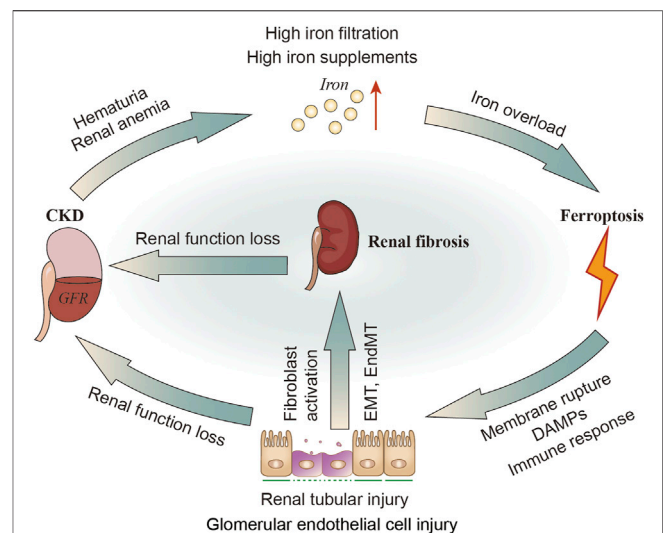 High iron filtration
High iron supplements
Iron
Hematuria
Renal anemia
Iron overload
CKD
GFR
Renal function loss
Renal fibrosis
Ferroptosis
Renal function loss
Fibroblast
activation
EMT, EndMT
Membrane rupture
DAMPs
Immune response
Renal tubular injury
Glomerular endothelial cell injury